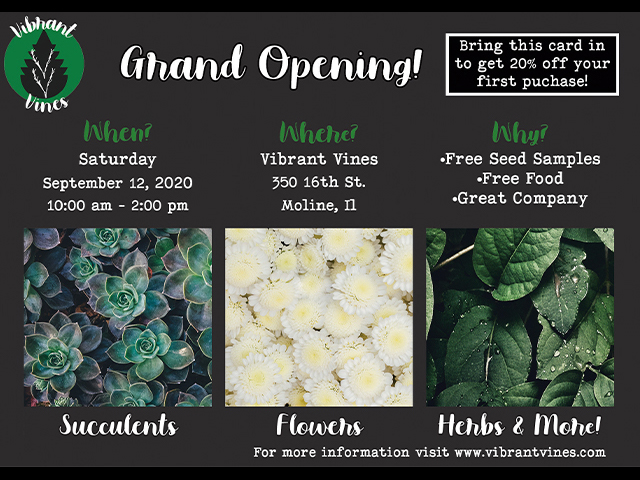 Vibrant
Vines
Grand Opening!
Bring this card in
to get 20% off your
first puchase!
When?
Saturday
September 12, 2020
10:00 am - 2:00 pm
Where?
Vibrant Vines
350 16th St.
Moline, Il
Why?
•Free Seed Samples
•Free Food
•Great Company
Succulents
Flowers
Herbs & More!
For more information visit www.vibrantvines.com